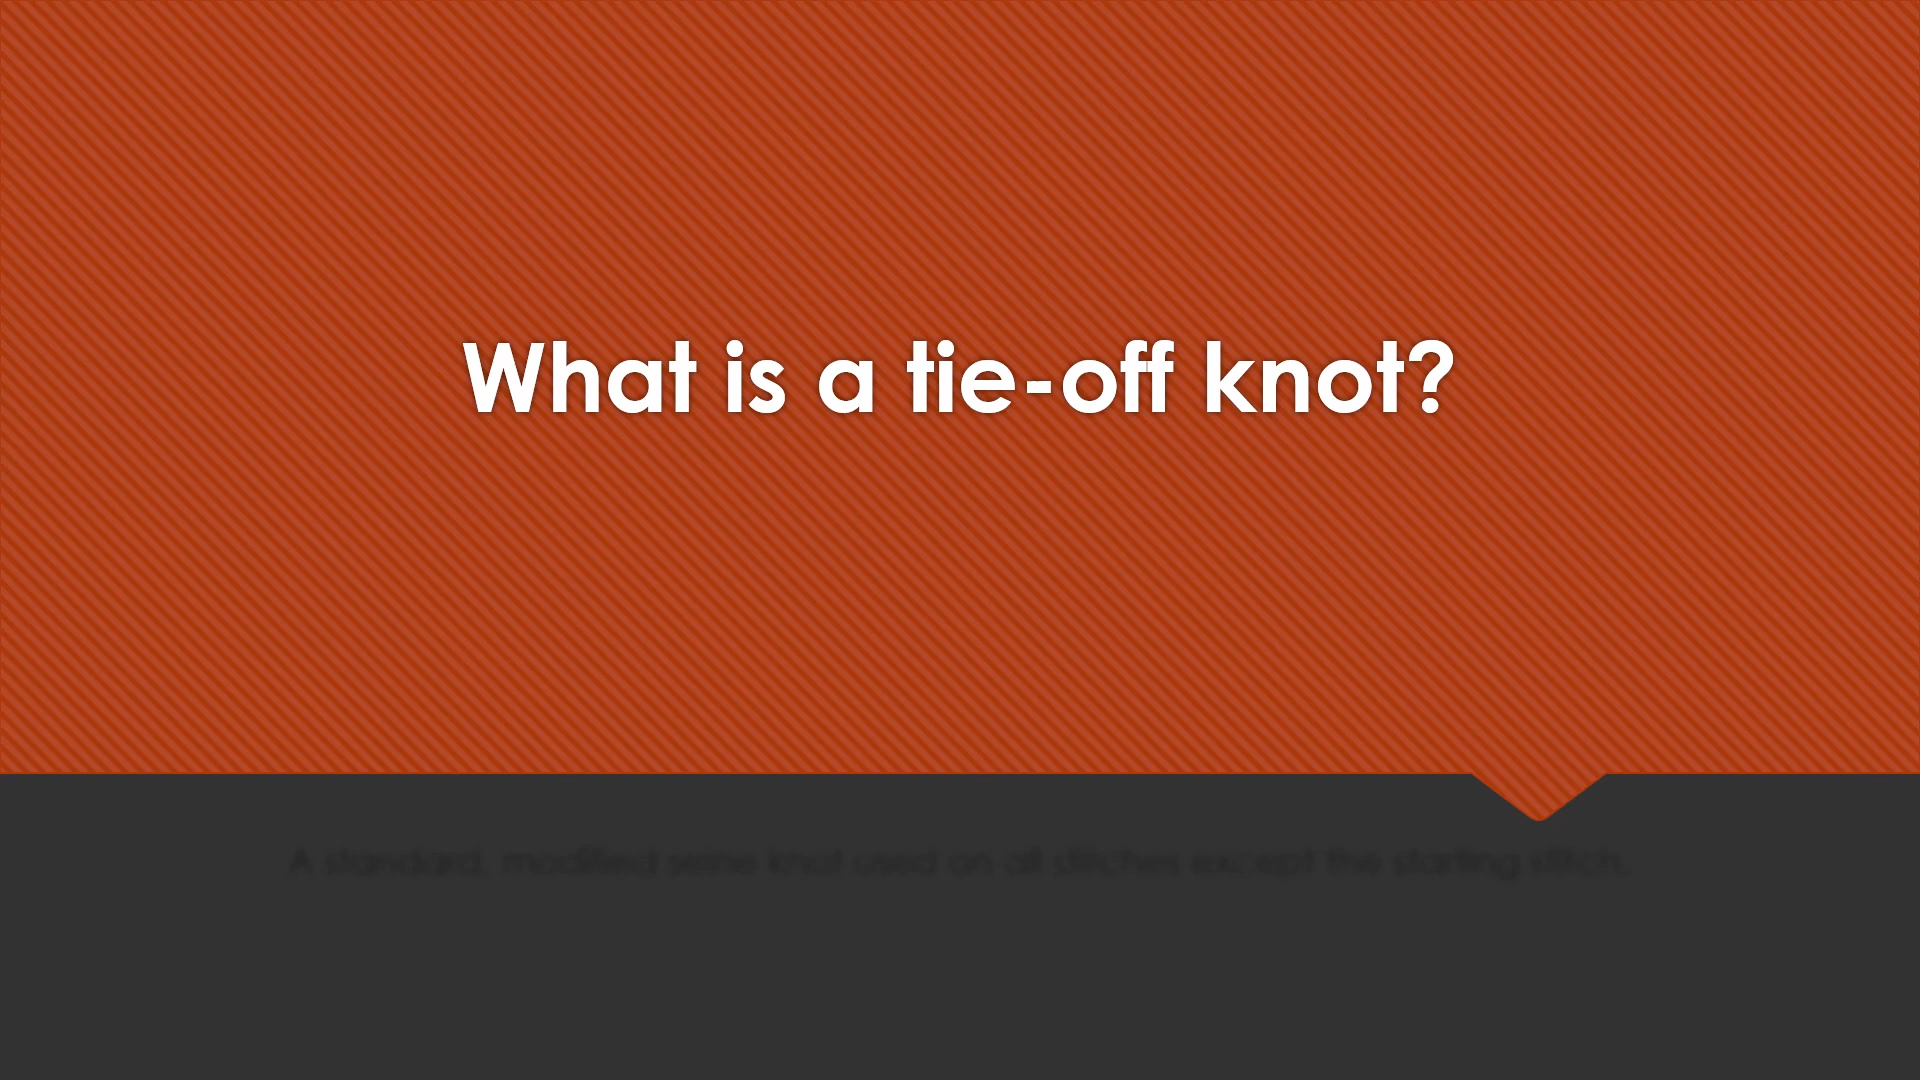 What is a tie-off knot?
A standard, modified seine knot used on all stitches except the starting stitch.